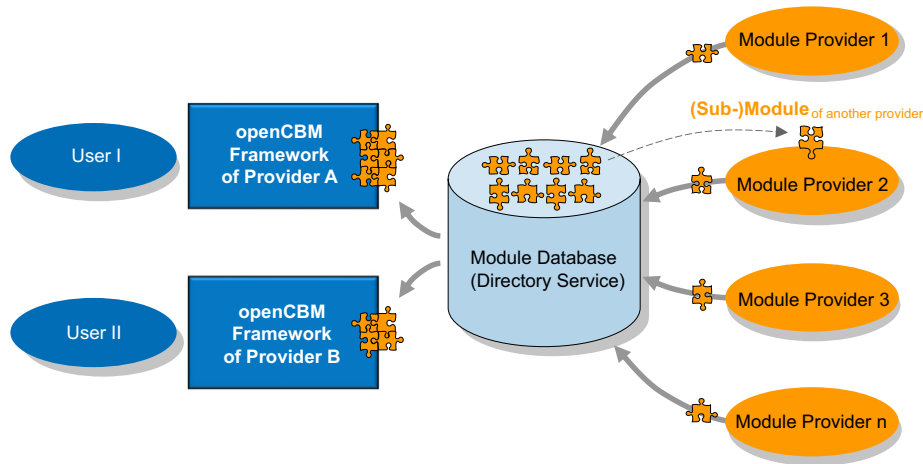 Module Provider 1
(Sub-)Module of another provider
User I
openCBM
Framework
of Provider A
Module Provider 2
Module Database
(Directory Service)
Module Provider 3
User II
openCBM
Framework
of Provider B
Module Provider n